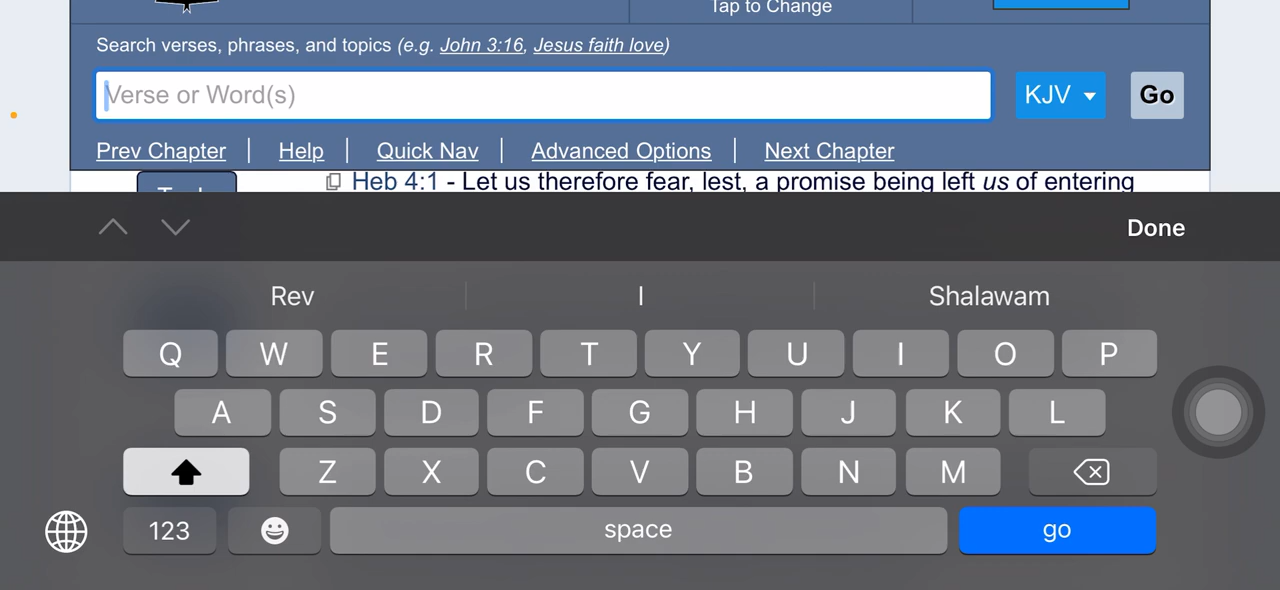 Tap to Change
Search verses, phrases, and topics (e.g. John 3:16, Jesus faith love)
Verse or Word(s)
KJV
Go
Prev Chapter | Help | Quick Nav | Advanced Options | Next Chapter
Heb 4:1 - Let us therefore fear, lest, a promise being left us of entering
Done
Rev I Shalawam
Q W E R T Y U I O P
A S D F G H J K L
Z X C V B N M
123 space go